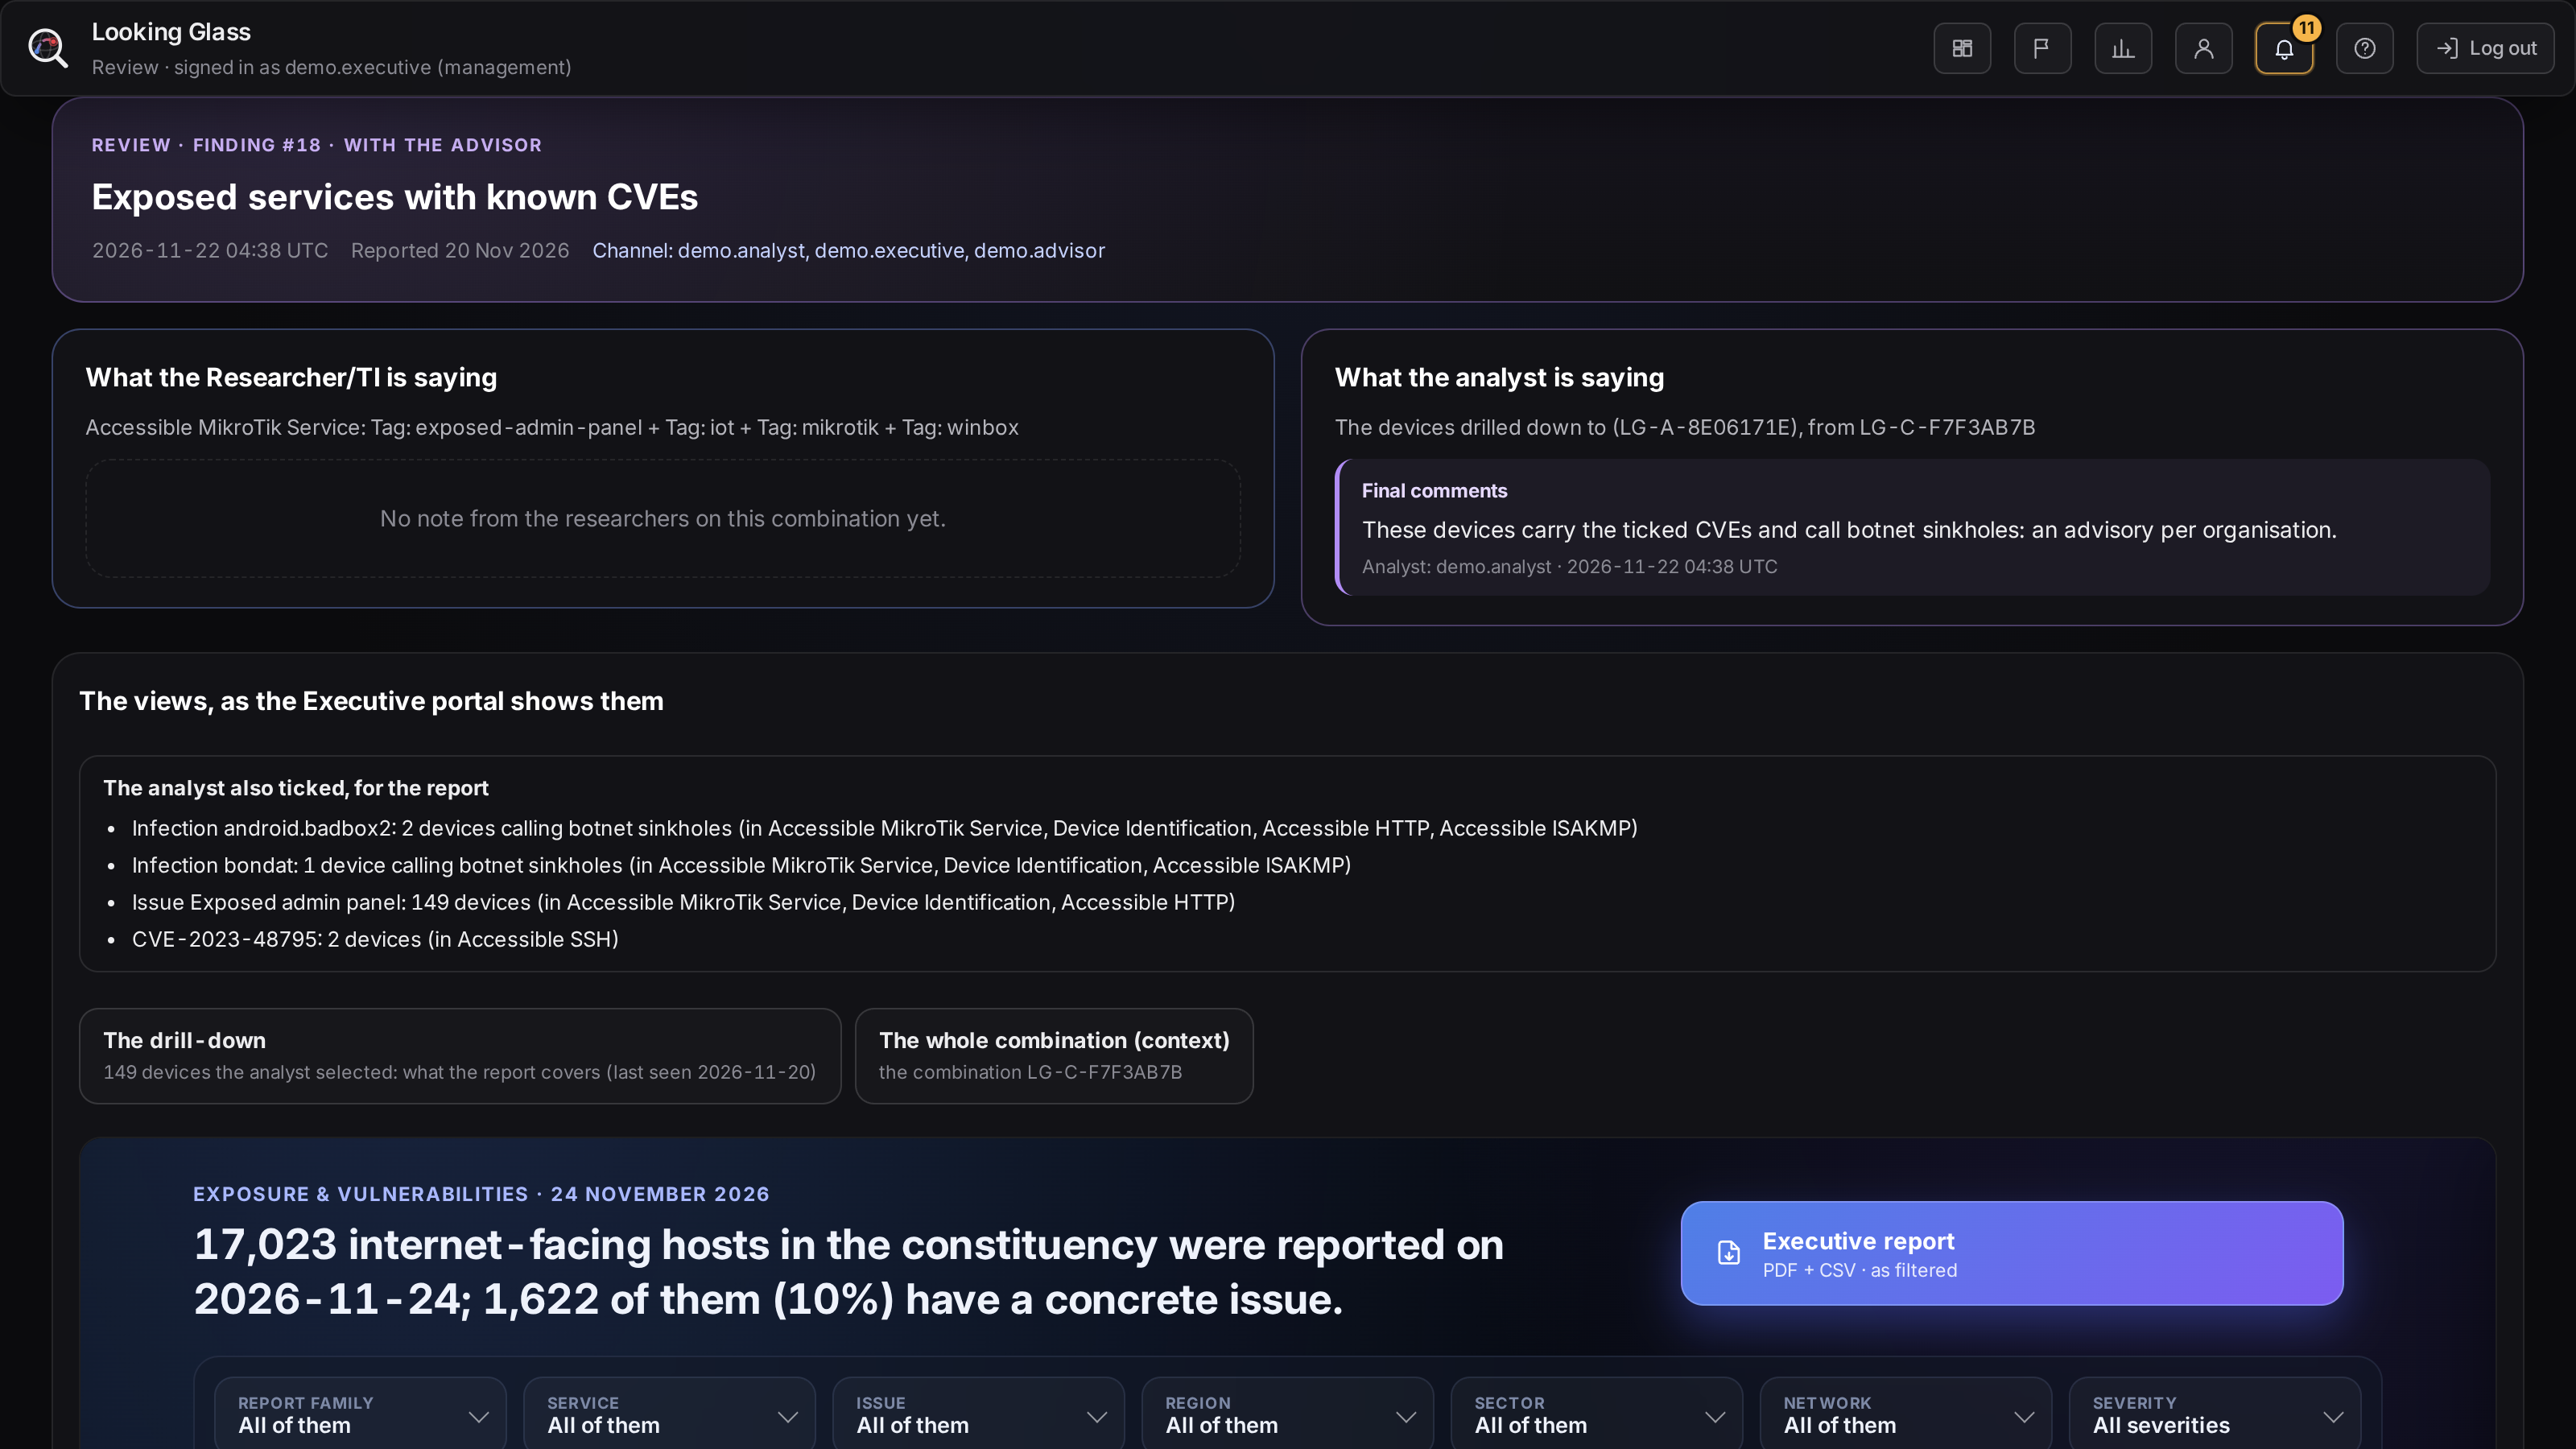 Looking Glass
Review · signed in as demo.executive (management)
11
Log out
REVIEW · FINDING #18 · WITH THE ADVISOR
Exposed services with known CVEs
2026-11-22 04:38 UTC Reported 20 Nov 2026 Channel: demo.analyst, demo.executive, demo.advisor
What the Researcher/TI is saying
Accessible MikroTik Service: Tag: exposed-admin-panel + Tag: iot + Tag: mikrotik + Tag: winbox
No note from the researchers on this combination yet.
What the analyst is saying
The devices drilled down to (LG-A-8E06171E), from LG-C-F7F3AB7B
Final comments
These devices carry the ticked CVEs and call botnet sinkholes: an advisory per organisation.
Analyst: demo.analyst · 2026-11-22 04:38 UTC
The views, as the Executive portal shows them
The analyst also ticked, for the report
• Infection android.badbox2: 2 devices calling botnet sinkholes (in Accessible MikroTik Service, Device Identification, Accessible HTTP, Accessible ISAKMP)
• Infection bondat: 1 device calling botnet sinkholes (in Accessible MikroTik Service, Device Identification, Accessible ISAKMP)
• Issue Exposed admin panel: 149 devices (in Accessible MikroTik Service, Device Identification, Accessible HTTP)
• CVE-2023-48795: 2 devices (in Accessible SSH)
The drill-down
149 devices the analyst selected: what the report covers (last seen 2026-11-20)
The whole combination (context)
the combination LG-C-F7F3AB7B
EXPOSURE & VULNERABILITIES · 24 NOVEMBER 2026
17,023 internet-facing hosts in the constituency were reported on
2026-11-24; 1,622 of them (10%) have a concrete issue.
Executive report
PDF + CSV · as filtered
REPORT FAMILY
All of them
SERVICE
All of them
ISSUE
All of them
REGION
All of them
SECTOR
All of them
NETWORK
All of them
SEVERITY
All severities